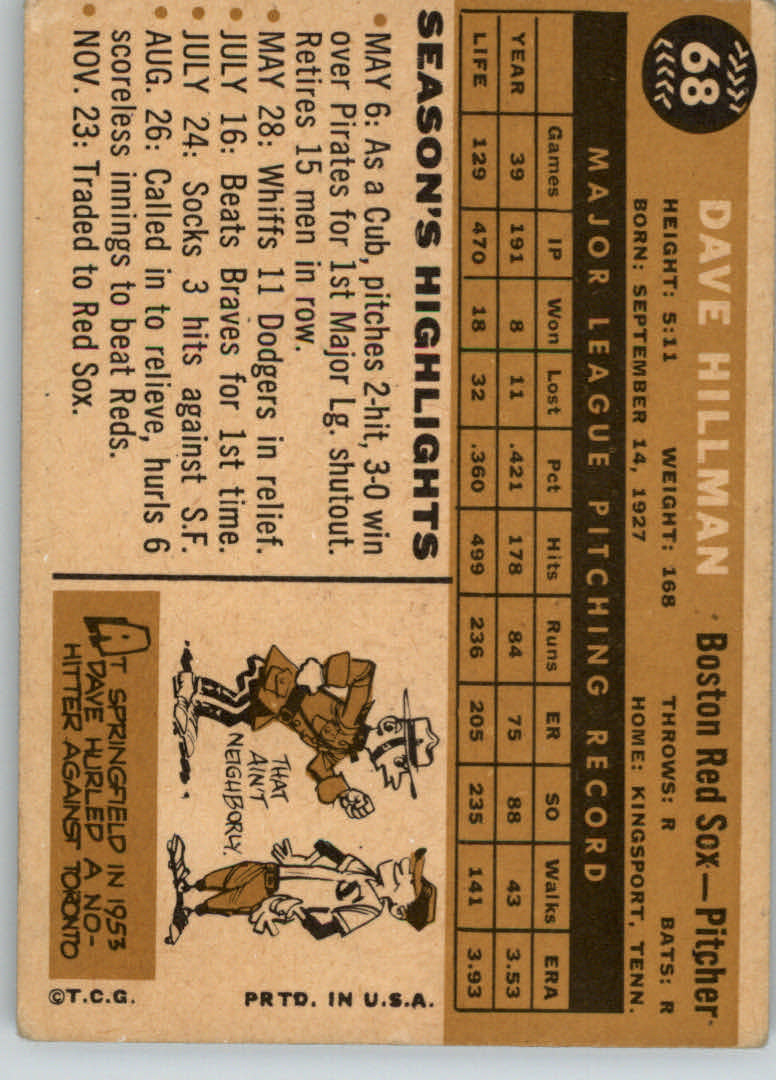 68
DAVE HILLMAN Boston Red Sox—Pitcher
HEIGHT: 5:11 WEIGHT: 168 THROWS: R BATS: R
BORN: SEPTEMBER 14, 1927 HOME: KINGSPORT, TENN.
MAJOR LEAGUE PITCHING RECORD
Games IP Won Lost Pct Hits Runs ER SO Walks ERA
YEAR 39 191 8 11 .421 178 84 75 88 43 3.53
LIFE 129 470 18 32 .360 499 236 205 235 141 3.93
SEASON'S HIGHLIGHTS
• MAY 6: As a Cub, pitches 2-hit, 3-0 win
over Pirates for 1st Major Lg. shutout.
Retires 15 men in row.
• MAY 28: Whiffs 11 Dodgers in relief.
• JULY 16: Beats Braves for 1st time.
• JULY 24: Socks 3 hits against S.F.
• AUG. 26: Called in to relieve, hurls 6
scoreless innings to beat Reds.
• NOV. 23: Traded to Red Sox.
THAT
AIN'T
NEIGHBORLY.
AT SPRINGFIELD IN 1953
DAVE HURLED A NO-
HITTER AGAINST TORONTO
©T.C.G. PRTD. IN U.S.A.